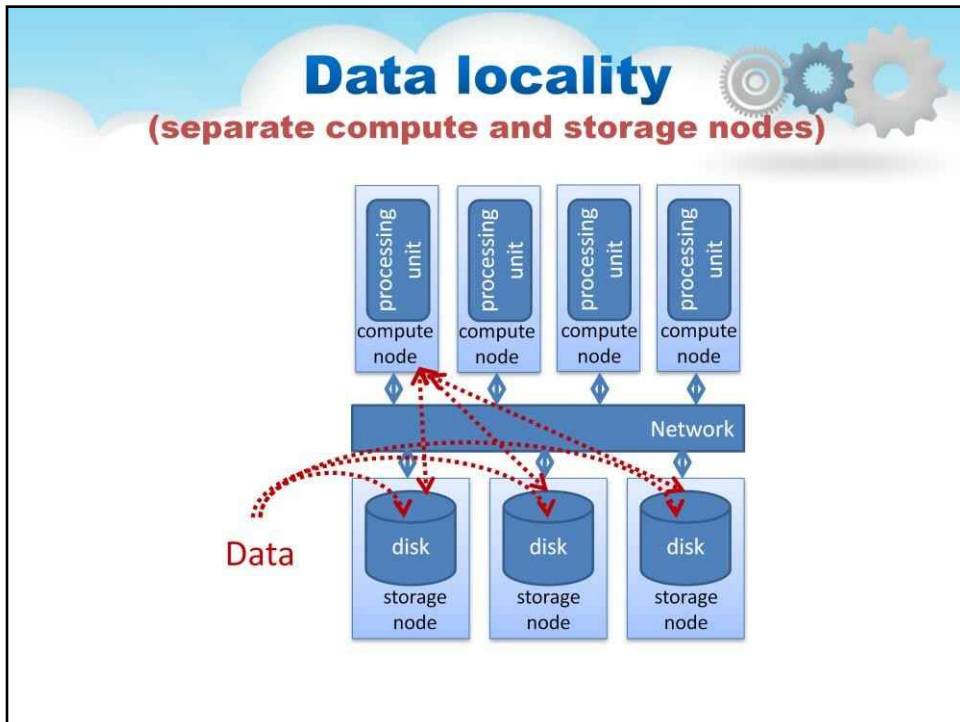 Data locality
(separate compute and storage nodes)
processing unit
processing unit
processing unit
processing unit
compute node
compute node
compute node
compute node
Network
Data
disk
disk
disk
storage node
storage node
storage node